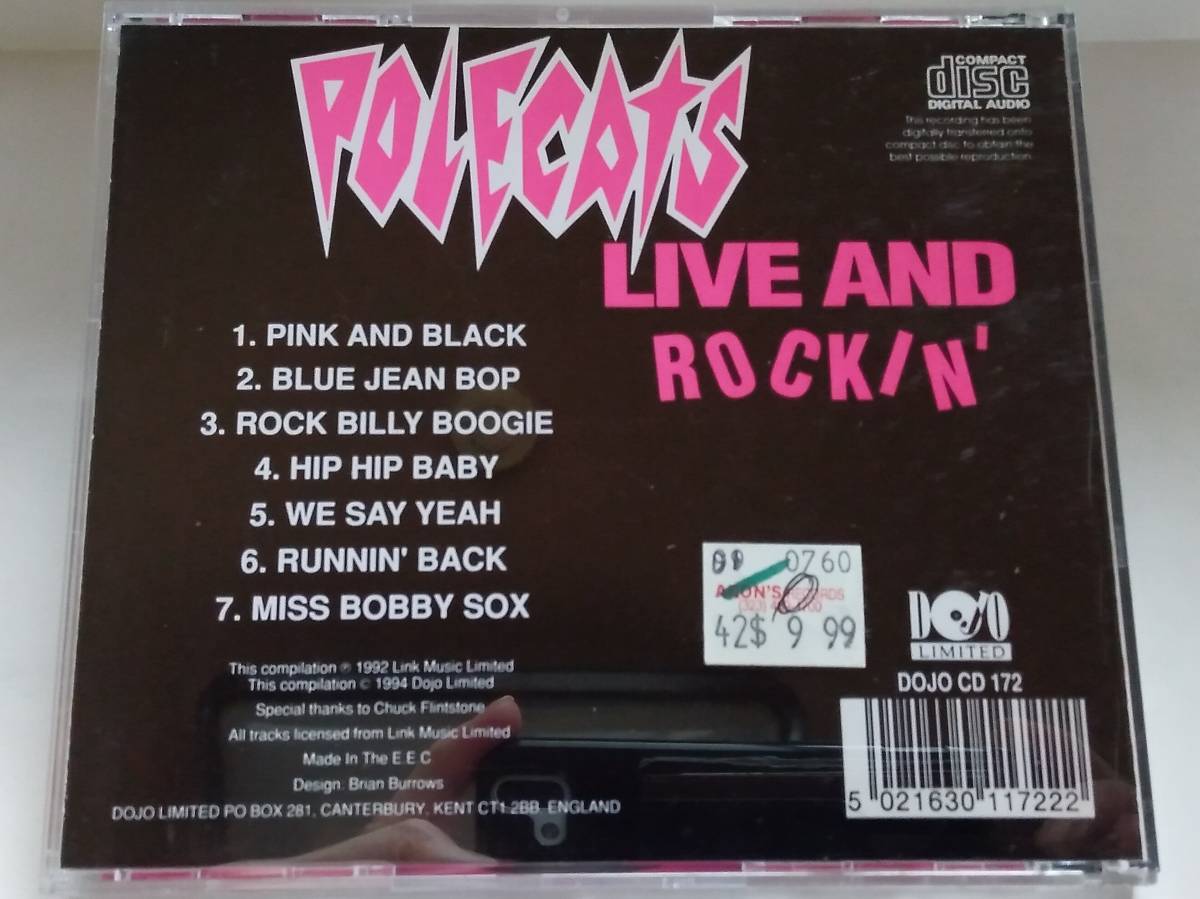 POLECATS
LIVE AND
ROCKIN'
COMPACT
disc
DIGITAL AUDIO
This recording has been
digitally transferred onto
compact disc to obtain the
best possible reproduction.
1. PINK AND BLACK
2. BLUE JEAN BOP
3. ROCK BILLY BOOGIE
4. HIP HIP BABY
5. WE SAY YEAH
6. RUNNIN' BACK
7. MISS BOBBY SOX
0760
RECORDS
(323)
42$ 9 99
This compilation ℗ 1992 Link Music Limited
This compilation © 1994 Dojo Limited
Special thanks to Chuck Flintstone
All tracks licensed from Link Music Limited
Made In The E E C
Design: Brian Burrows
DOJO LIMITED PO BOX 281, CANTERBURY, KENT CT1 2BB ENGLAND
DOJO
LIMITED
DOJO CD 172
5 021630 117222